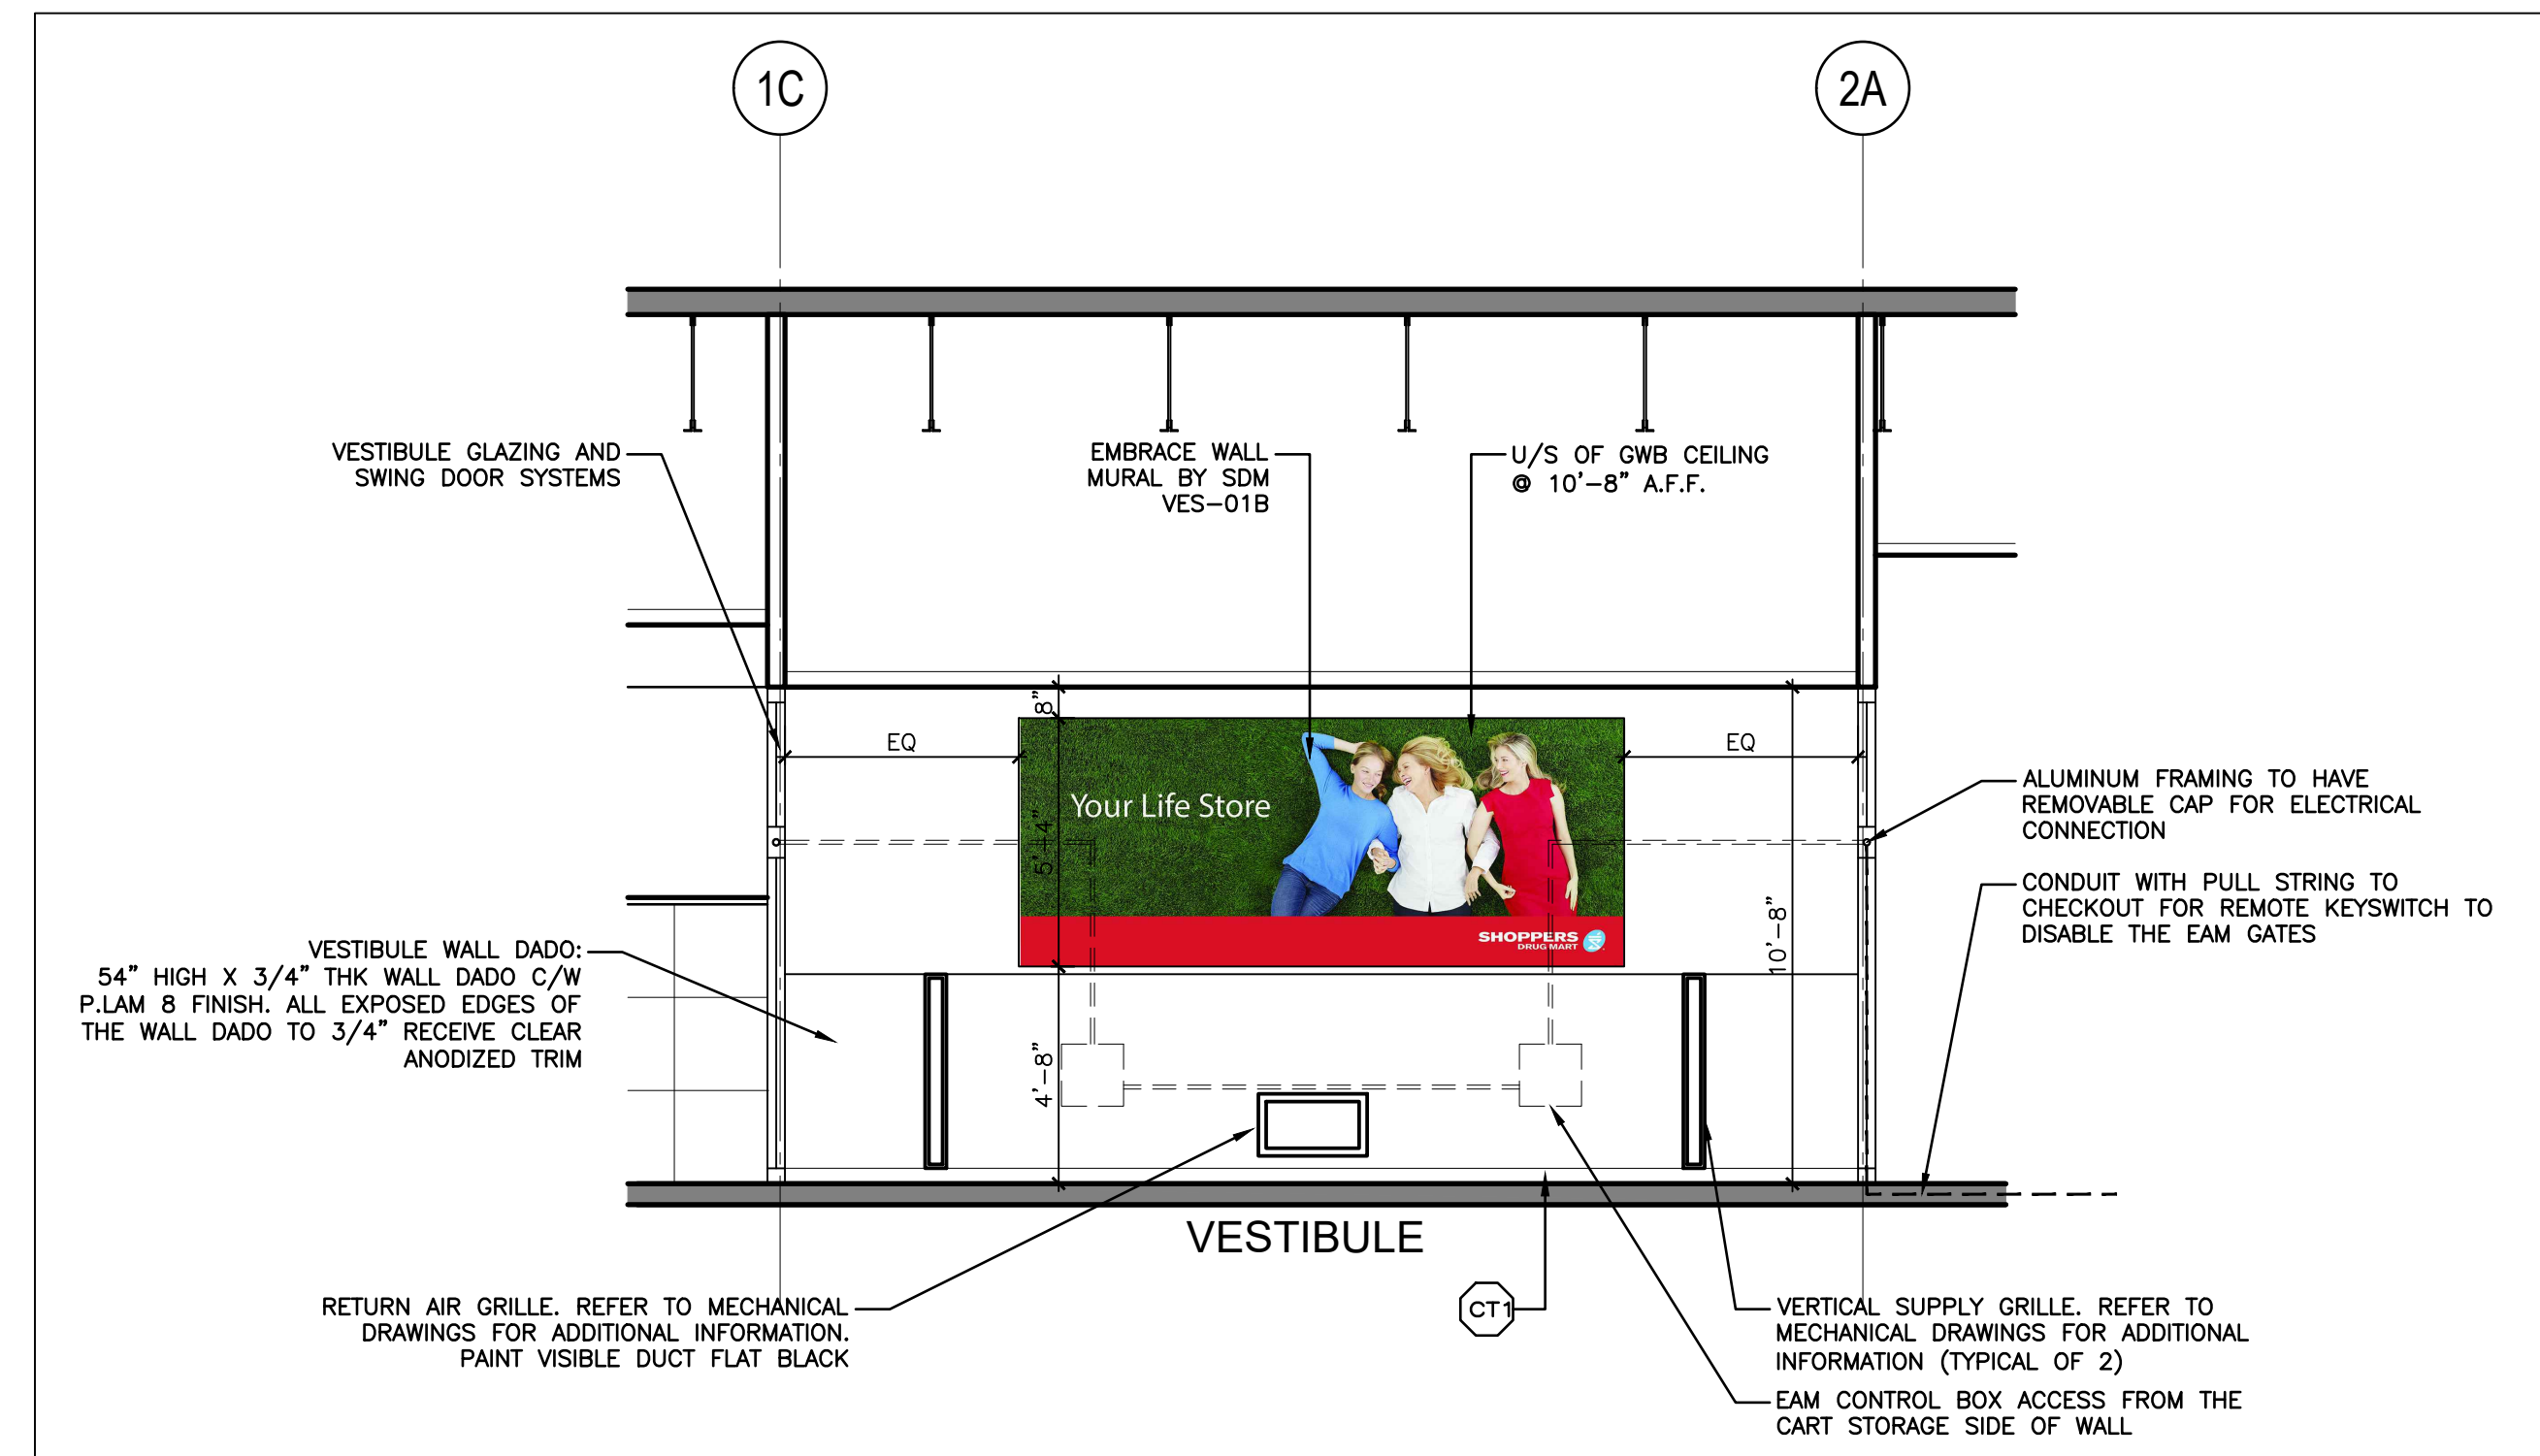 1C
2A
VESTIBULE GLAZING AND
SWING DOOR SYSTEMS
EMBRACE WALL
MURAL BY SDM
VES-01B
U/S OF GWB CEILING
@ 10'-8" A.F.F.
8"
EQ
EQ
Your Life Store
5'-4"
SHOPPERS
DRUG MART
10'-8"
4'-8"
ALUMINUM FRAMING TO HAVE
REMOVABLE CAP FOR ELECTRICAL
CONNECTION
CONDUIT WITH PULL STRING TO
CHECKOUT FOR REMOTE KEYSWITCH TO
DISABLE THE EAM GATES
VESTIBULE WALL DADO:
54" HIGH X 3/4" THK WALL DADO C/W
P.LAM 8 FINISH. ALL EXPOSED EDGES OF
THE WALL DADO TO 3/4" RECEIVE CLEAR
ANODIZED TRIM
VESTIBULE
RETURN AIR GRILLE. REFER TO MECHANICAL
DRAWINGS FOR ADDITIONAL INFORMATION.
PAINT VISIBLE DUCT FLAT BLACK
CT1
VERTICAL SUPPLY GRILLE. REFER TO
MECHANICAL DRAWINGS FOR ADDITIONAL
INFORMATION (TYPICAL OF 2)
EAM CONTROL BOX ACCESS FROM THE
CART STORAGE SIDE OF WALL